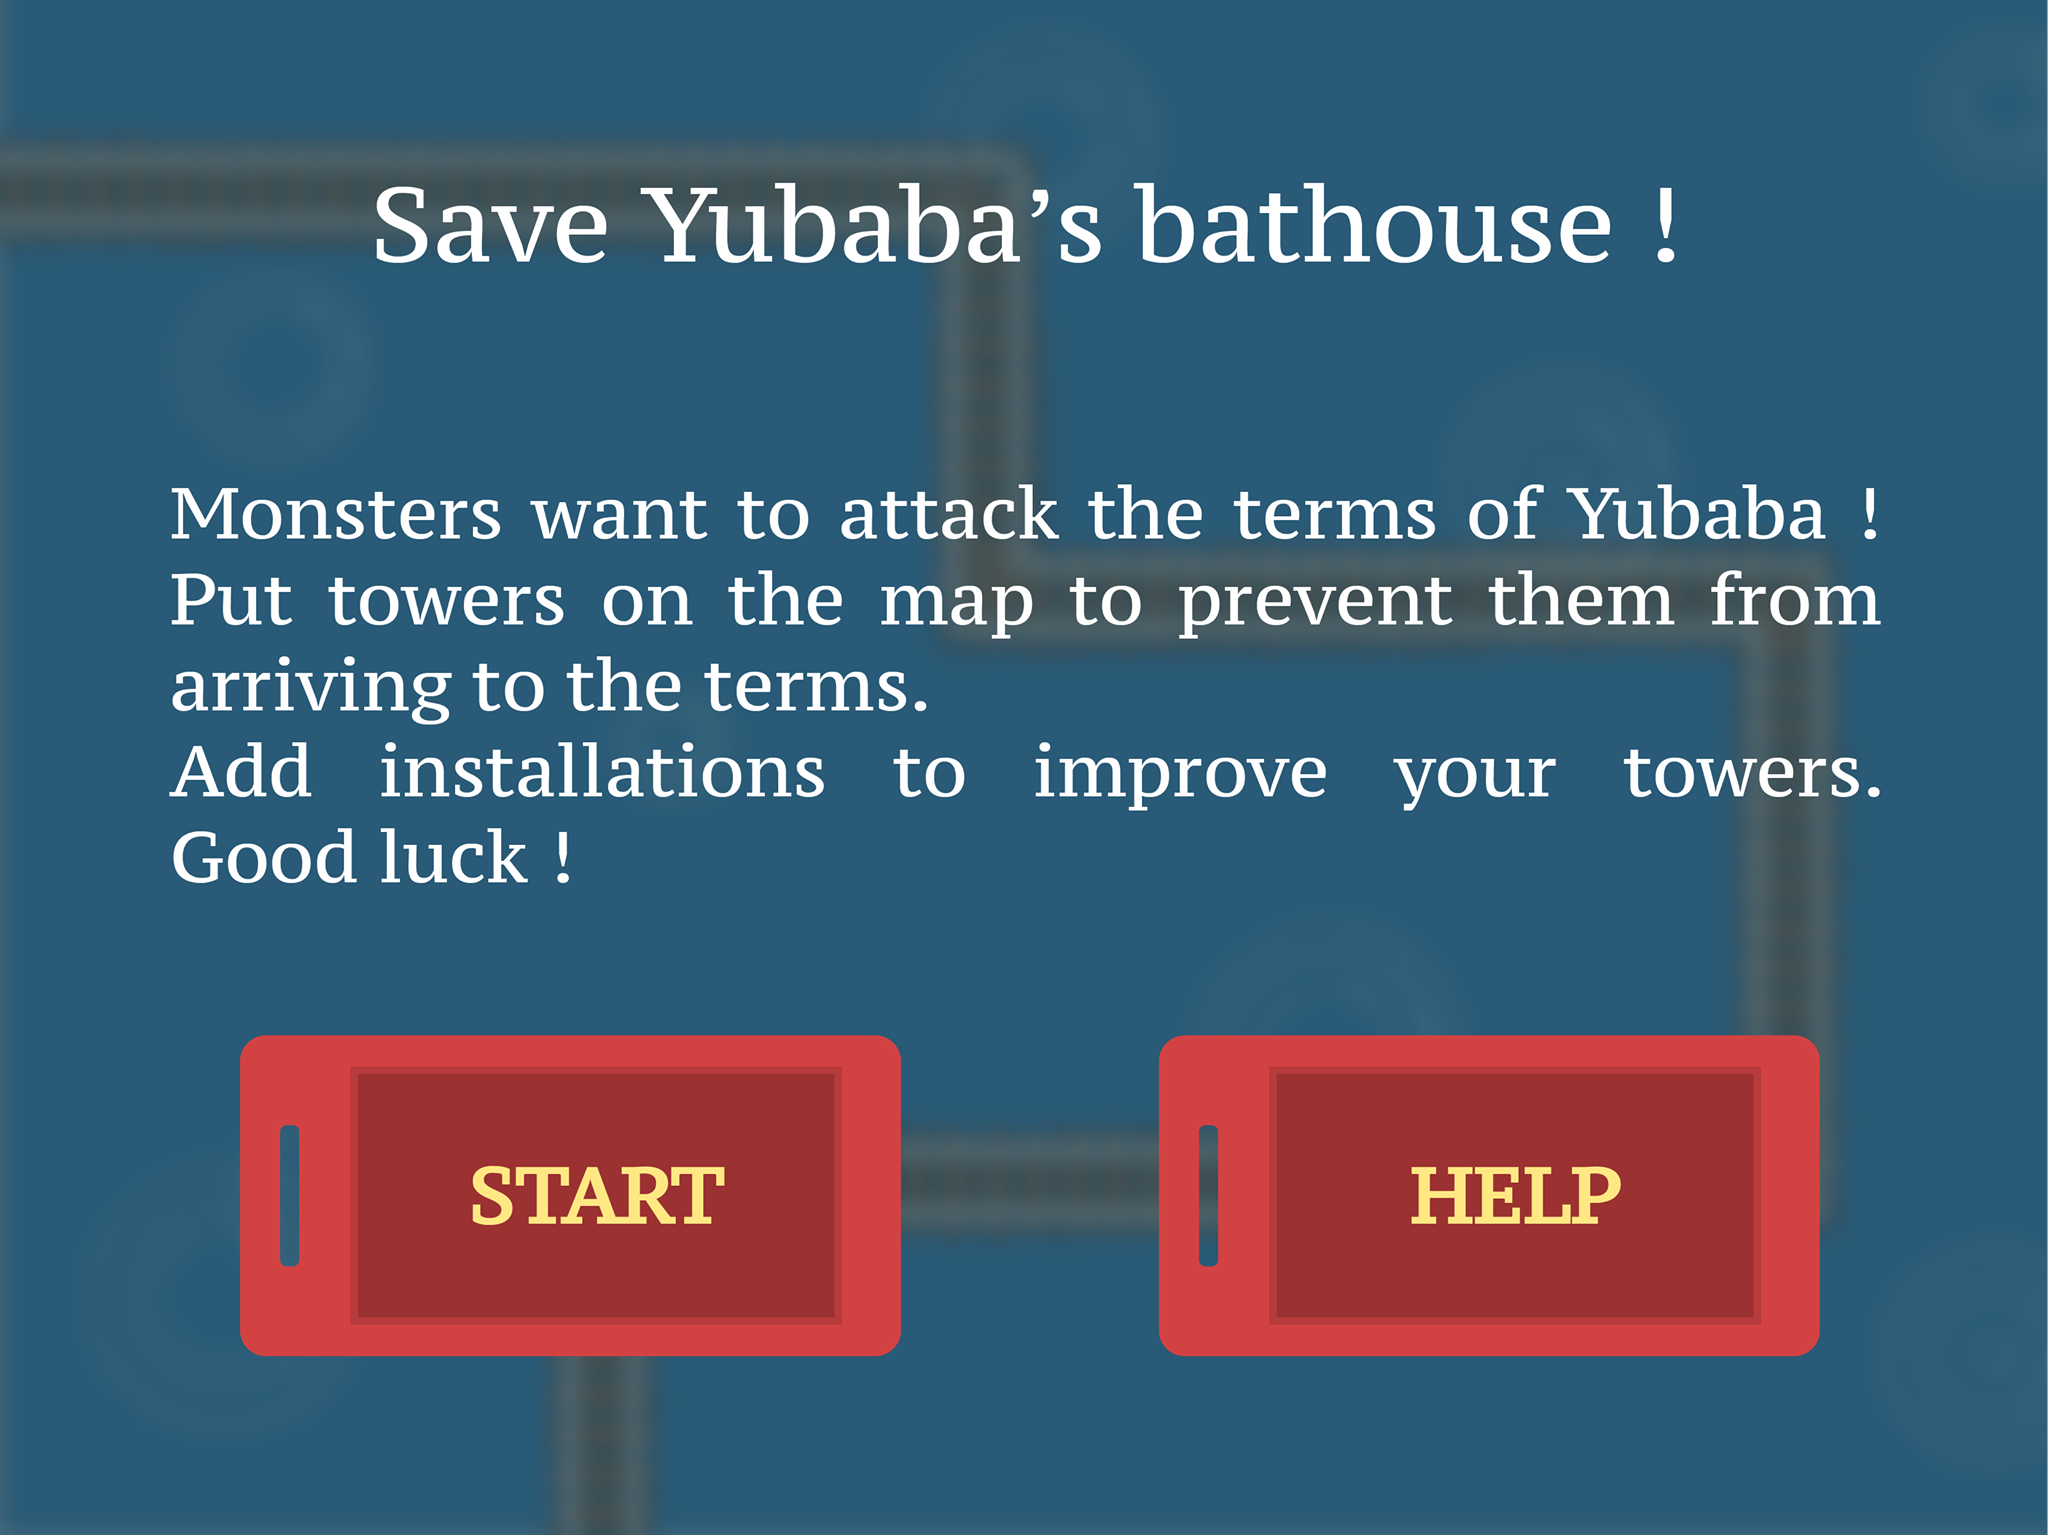 Save Yubaba’s bathouse !
Monsters want to attack the terms of Yubaba !
Put towers on the map to prevent them from
arriving to the terms.
Add installations to improve your towers.
Good luck !
START
HELP